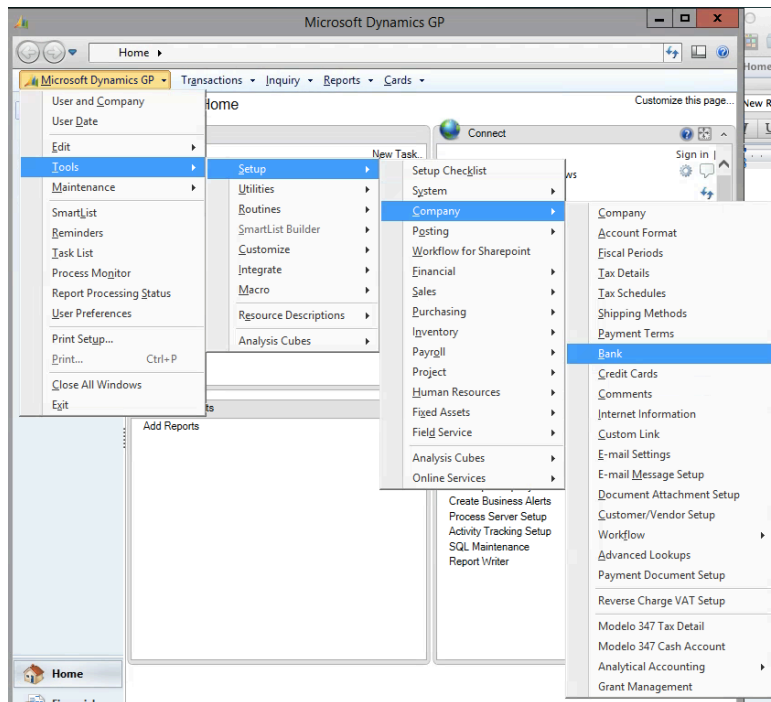 Microsoft Dynamics GP
Home
Home
Microsoft Dynamics GP Transactions Inquiry Reports Cards
Home
Customize this page...
New R
User and Company
User Date
Edit
Tools
Maintenance
SmartList
Reminders
Task List
Process Monitor
Report Processing Status
User Preferences
Print Setup...
Print... Ctrl+P
Close All Windows
Exit
Connect
New Task..
Sign in |
ws
Setup
Utilities
Routines
SmartList Builder
Customize
Integrate
Macro
Resource Descriptions
Analysis Cubes
Setup Checklist
System
Company
Posting
Workflow for Sharepoint
Financial
Sales
Purchasing
Inventory
Payroll
Project
Human Resources
Fixed Assets
Field Service
Analysis Cubes
Online Services
Company
Account Format
Fiscal Periods
Tax Details
Tax Schedules
Shipping Methods
Payment Terms
Bank
Credit Cards
Comments
Internet Information
Custom Link
E-mail Settings
E-mail Message Setup
Document Attachment Setup
Customer/Vendor Setup
Workflow
Advanced Lookups
Payment Document Setup
Reverse Charge VAT Setup
Modelo 347 Tax Detail
Modelo 347 Cash Account
Analytical Accounting
Grant Management
ts
Add Reports
Create Business Alerts
Process Server Setup
Activity Tracking Setup
SQL Maintenance
Report Writer
Home